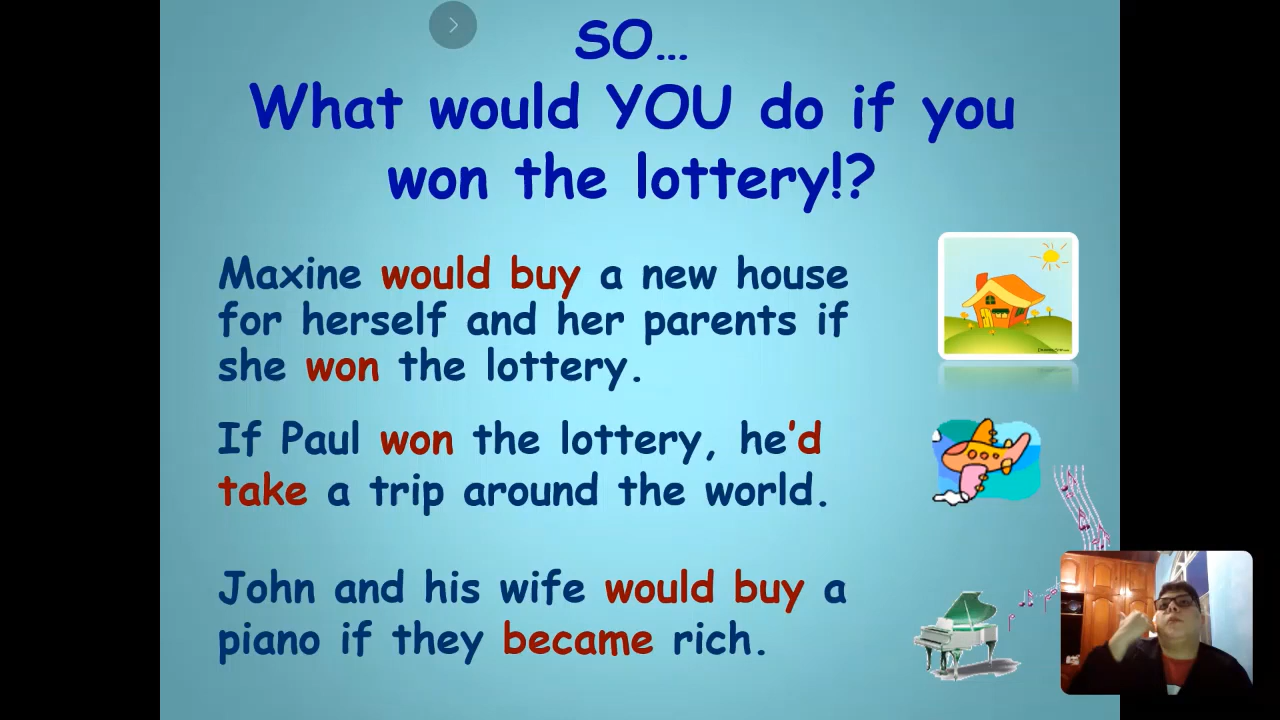 SO…
What would YOU do if you
won the lottery!?
Maxine would buy a new house
for herself and her parents if
she won the lottery.
If Paul won the lottery, he’d
take a trip around the world.
John and his wife would buy a
piano if they became rich.